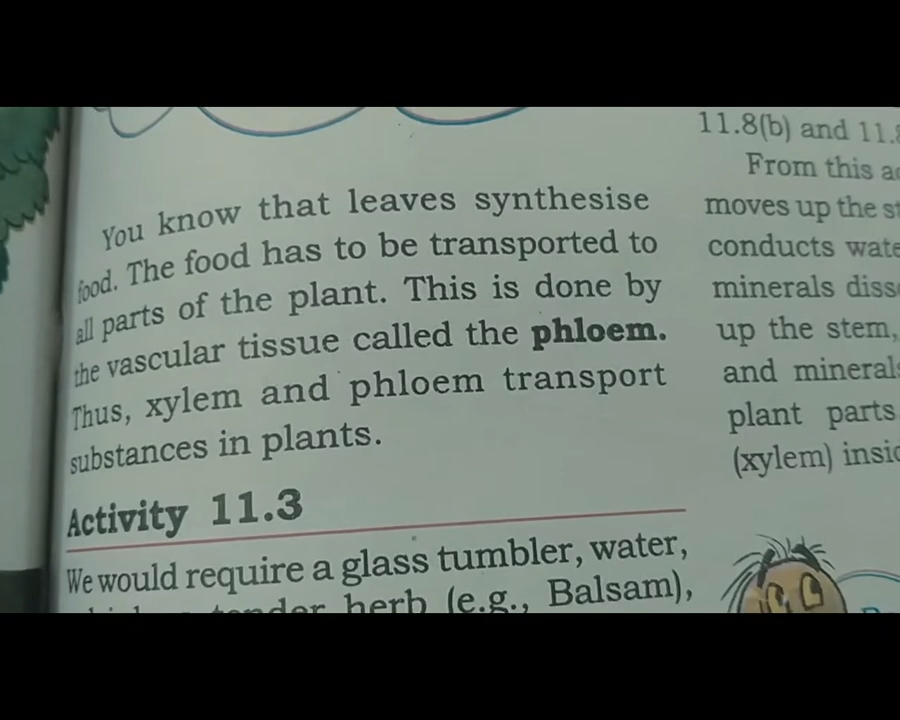 You know that leaves synthesise
food. The food has to be transported to
all parts of the plant. This is done by
the vascular tissue called the phloem.
Thus, xylem and phloem transport
substances in plants.
Activity 11.3
We would require a glass tumbler, water,
tender herb (e.g., Balsam),
11.8(b) and
From this
moves up the
conducts
minerals
up the stem,
and
plant parts
(xylem)